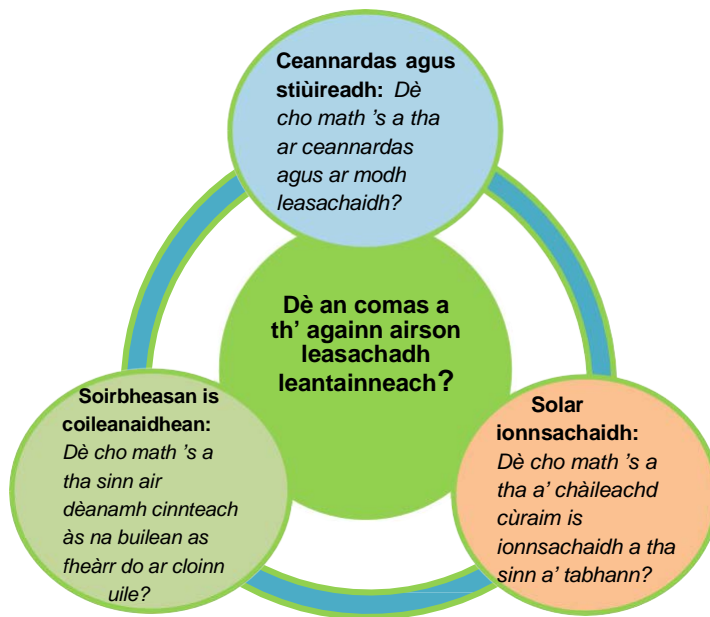 Ceannardas agus
stiùireadh: Dè
cho math 's a tha
ar ceannardas
agus ar modh
leasachaidh?
Dè an comas a
th' againn airson
leasachadh
leantainneach?
Soirbheasan is
coileanaidhean:
Dè cho math 's a
tha sinn air
dèanamh cinnteach
às na builean as
fheàrr do ar cloinn
uile?
Solar
ionnsachaidh:
Dè cho math 's a
tha a' chàileachd
cùraim is
ionnsachaidh a tha
sinn a' tabhann?